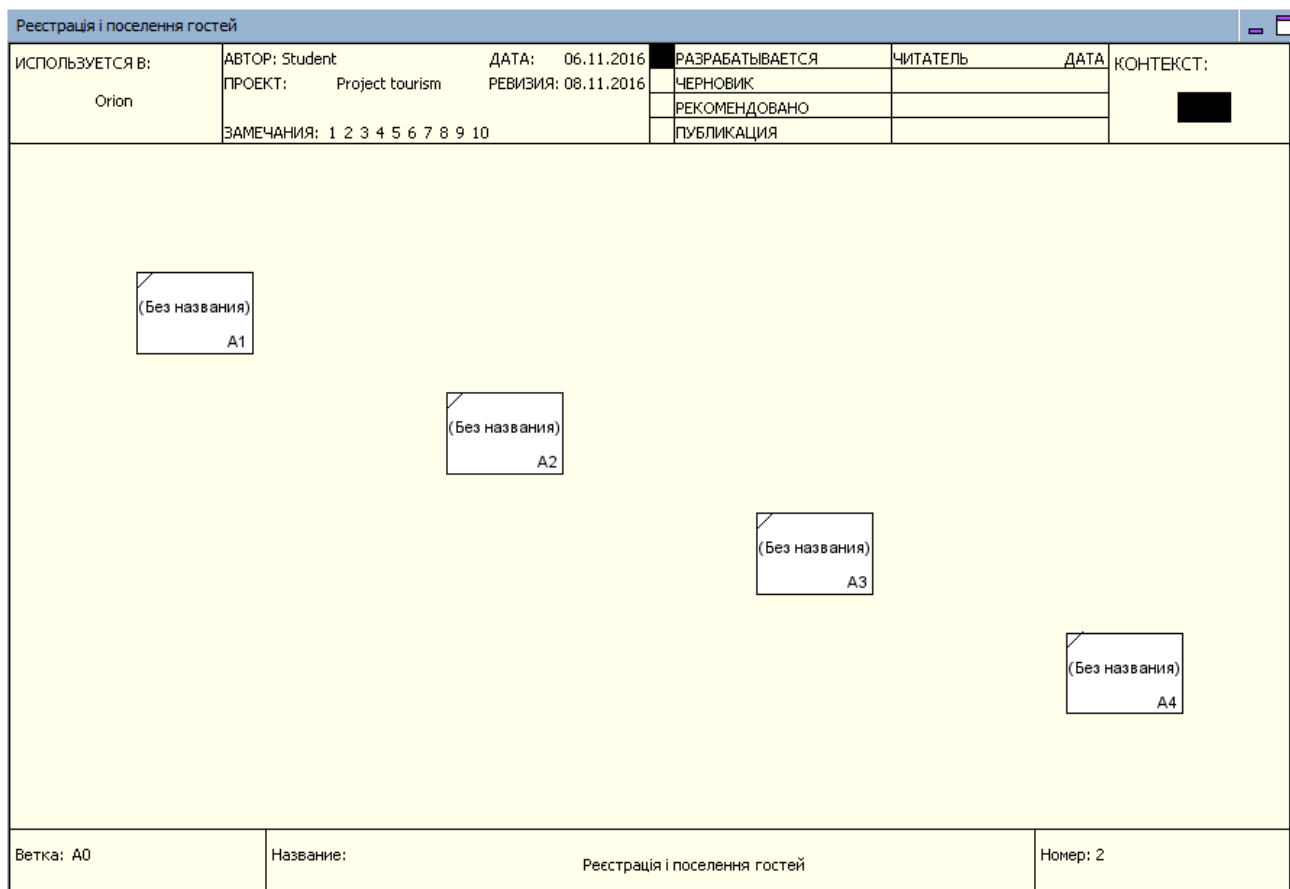 Реєстрація і поселення гостей
ИСПОЛЬЗУЕТСЯ В:
Orion
АВТОР: Student ДАТА: 06.11.2016
ПРОЕКТ: Project tourism РЕВИЗИЯ: 08.11.2016
ЗАМЕЧАНИЯ: 1 2 3 4 5 6 7 8 9 10
РАЗРАБАТЫВАЕТСЯ
ЧЕРНОВИК
РЕКОМЕНДОВАНО
ПУБЛИКАЦИЯ
ЧИТАТЕЛЬ ДАТА
КОНТЕКСТ:
(Без названия)
A1
(Без названия)
A2
(Без названия)
A3
(Без названия)
A4
Ветка: A0
Название:
Реєстрація і поселення гостей
Номер: 2